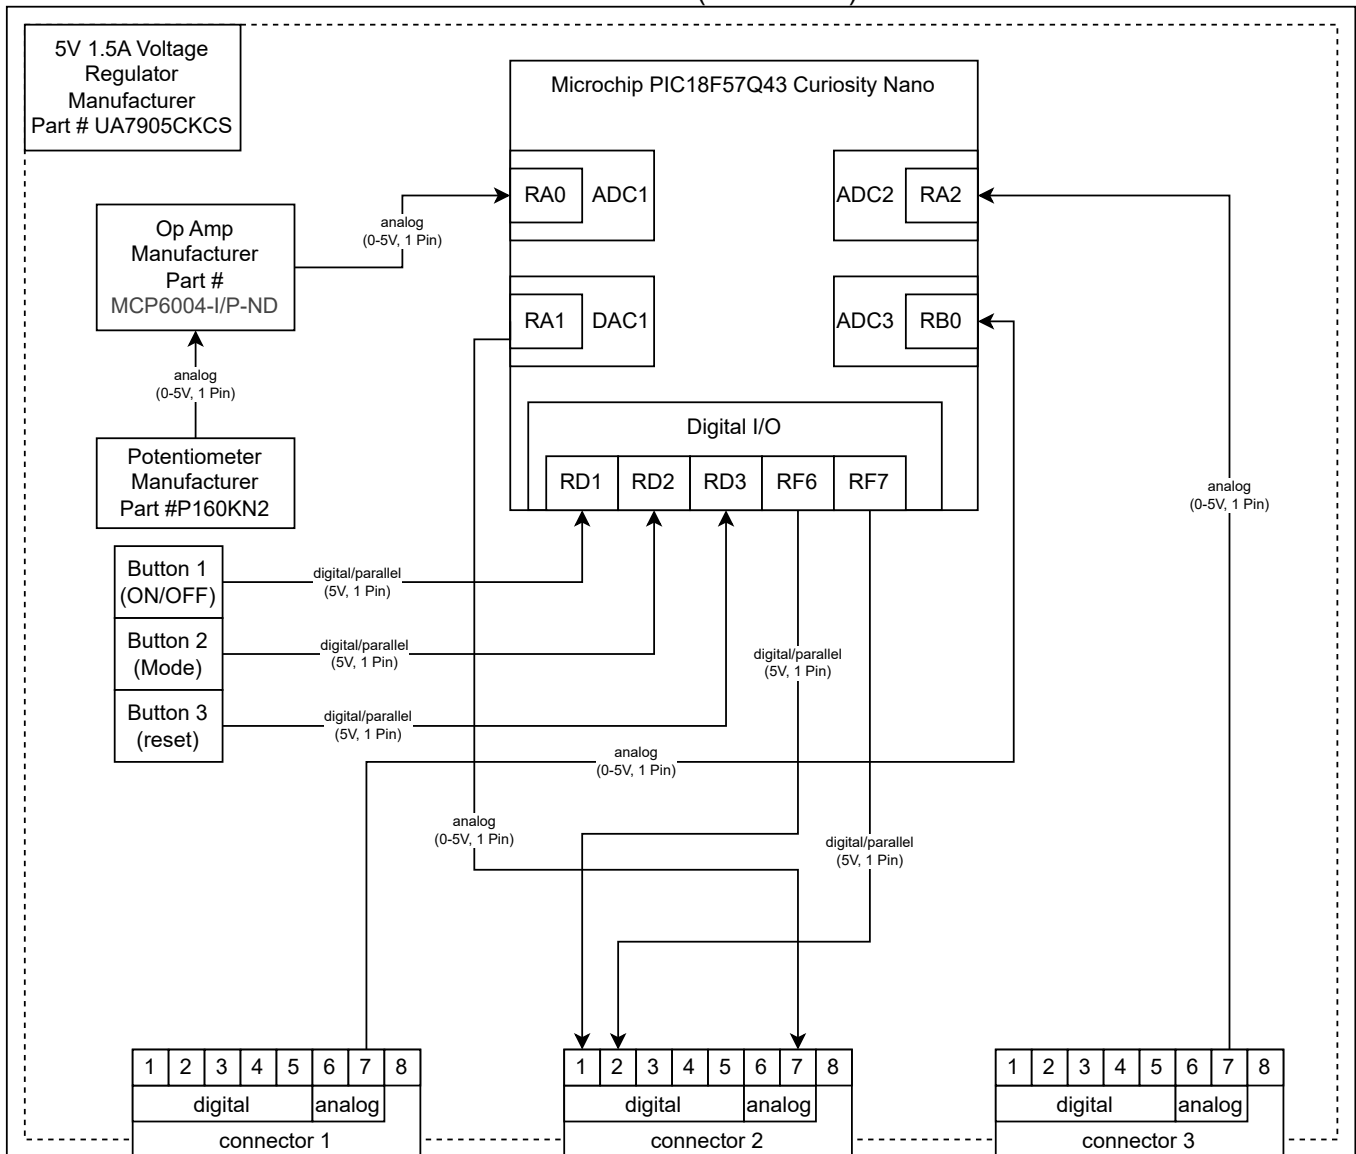 5V 1.5A Voltage
Regulator
Manufacturer
Part # UA7905CKCS
Microchip PIC18F57Q43 Curiosity Nano
RA0
ADC1
ADC2
RA2
Op Amp
Manufacturer
Part #
MCP6004-I/P-ND
analog
(0-5V, 1 Pin)
RA1
DAC1
ADC3
RB0
analog
(0-5V, 1 Pin)
Digital I/O
Potentiometer
Manufacturer
Part #P160KN2
RD1
RD2
RD3
RF6
RF7
analog
(0-5V, 1 Pin)
Button 1
(ON/OFF)
digital/parallel
(5V, 1 Pin)
Button 2
(Mode)
digital/parallel
(5V, 1 Pin)
digital/parallel
(5V, 1 Pin)
Button 3
(reset)
digital/parallel
(5V, 1 Pin)
analog
(0-5V, 1 Pin)
analog
(0-5V, 1 Pin)
digital/parallel
(5V, 1 Pin)
1 2 3 4 5 6 7 8
digital
analog
connector 1
1 2 3 4 5 6 7 8
digital
analog
connector 2
1 2 3 4 5 6 7 8
digital
analog
connector 3